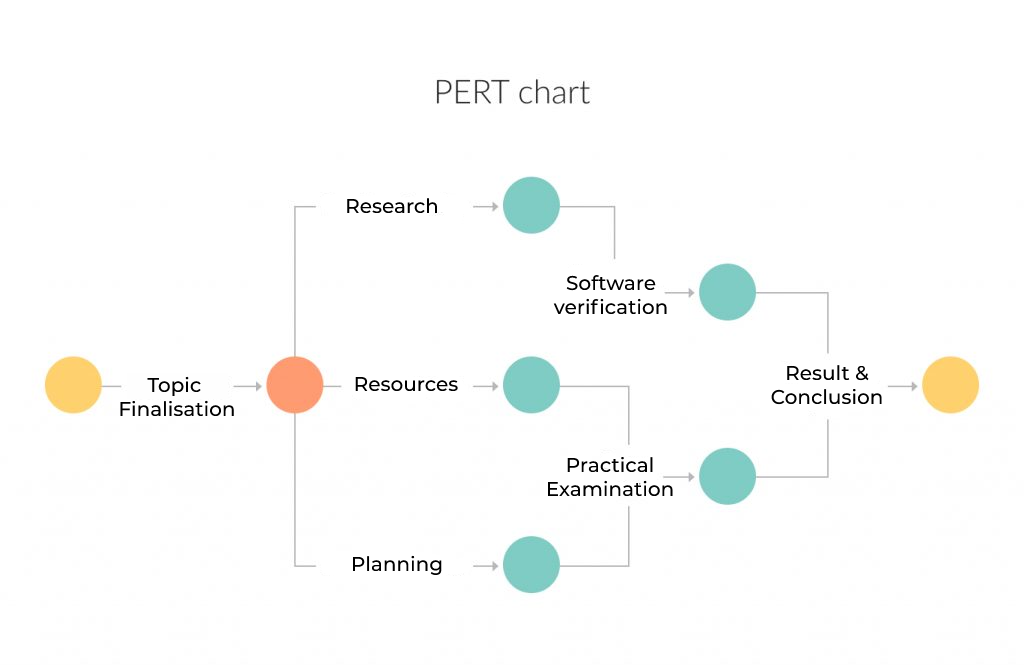 PERT chart
Research
Software
verification
Topic
Finalisation
Resources
Result &
Conclusion
Practical
Examination
Planning